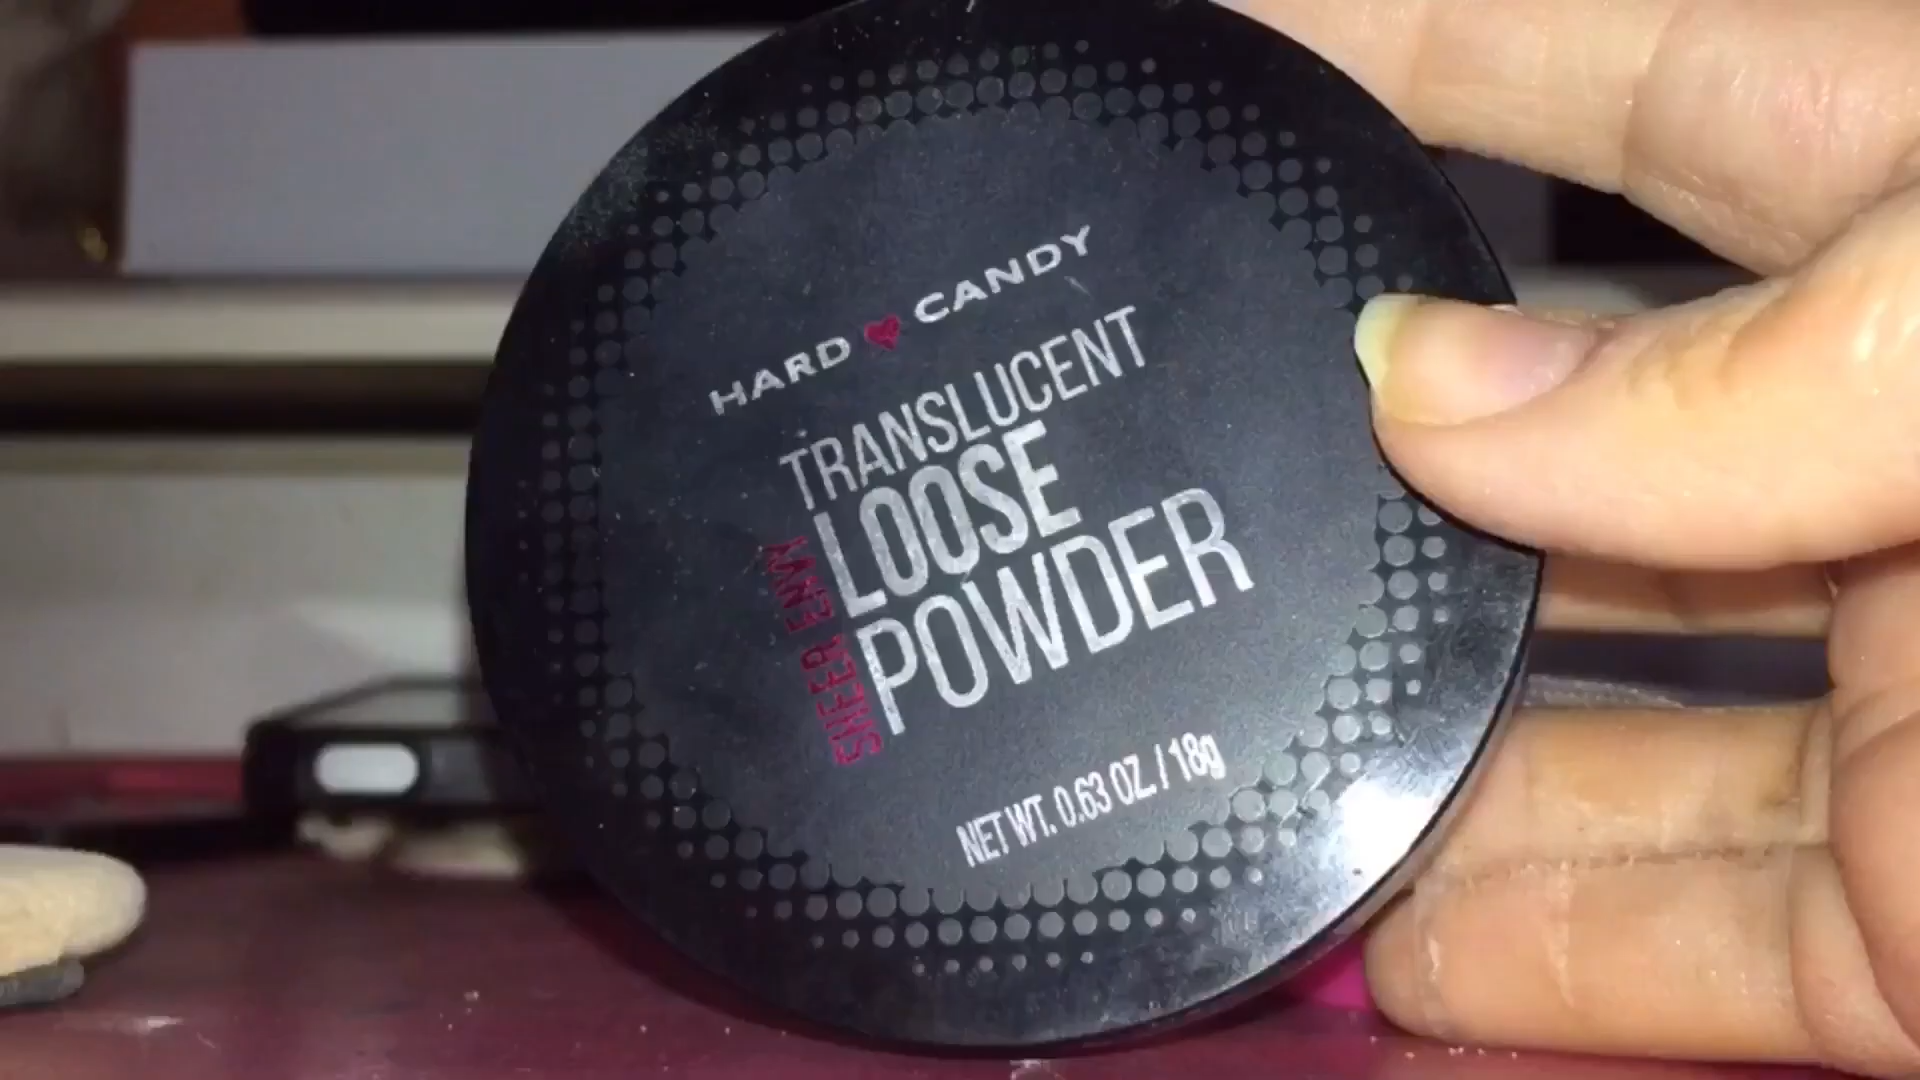 HARD CANDY
TRANSLUCENT
LOOSE
POWDER
SHEER ENVY
NET WT. 0.63 OZ. / 18g